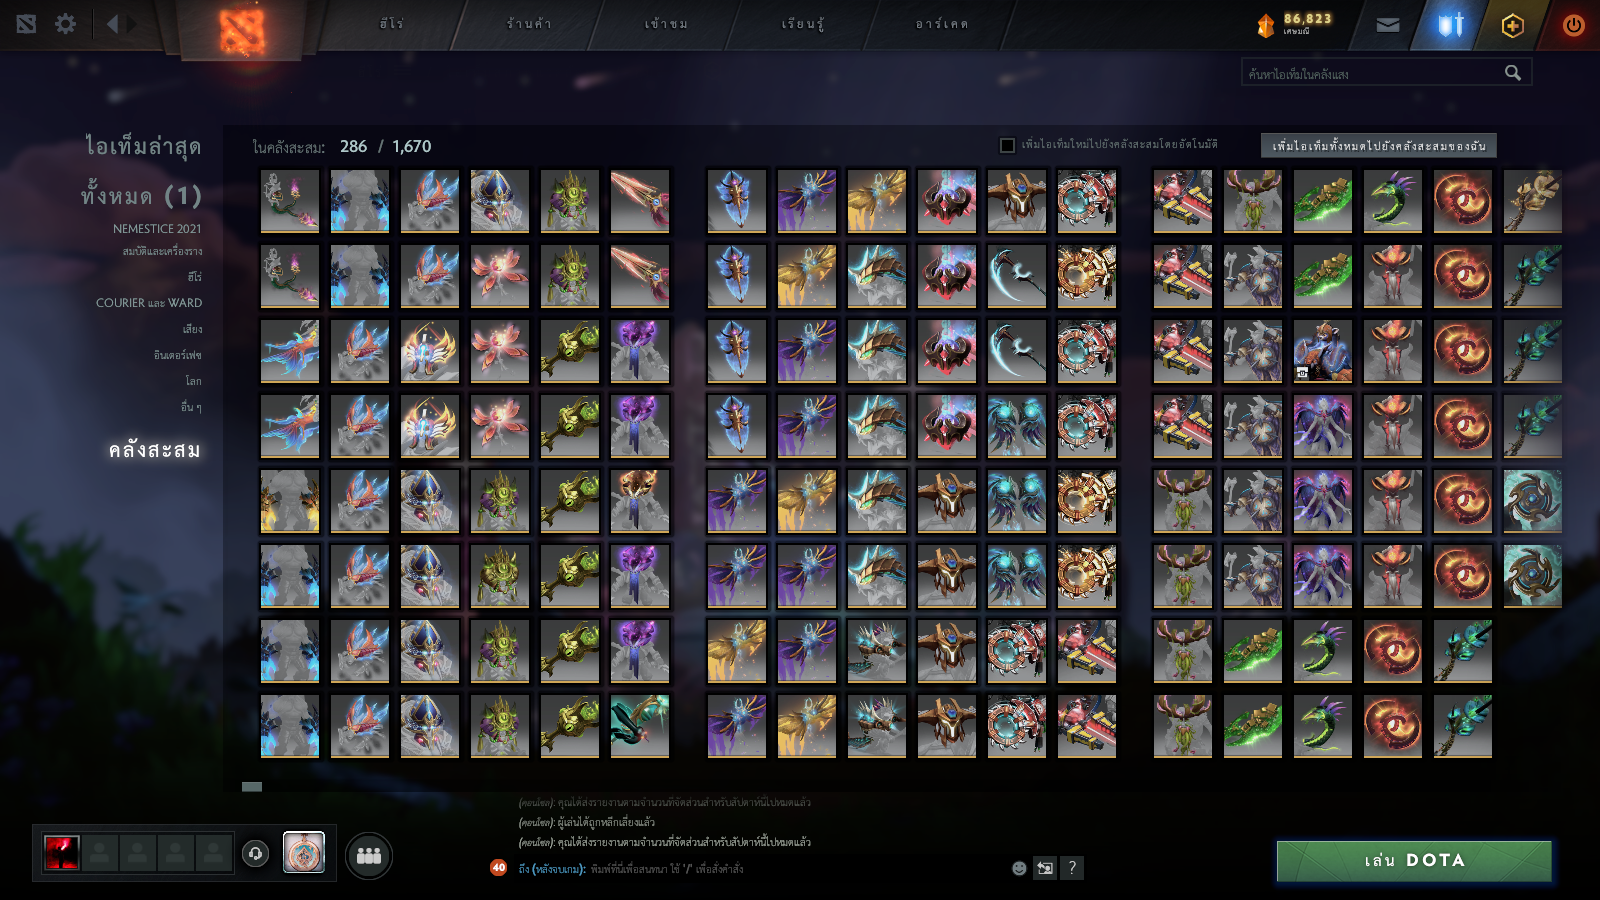 ฮีโร่
ร้านค้า
เข้าชม
เรียนรู้
อาร์เคด
86,823
เศษมณี
ค้นหาไอเท็มในคลังแสง
ไอเท็มล่าสุด
ทั้งหมด (1)
NEMESTICE 2021
สมบัติและเครื่องราง
ฮีโร่
COURIER และ WARD
เสียง
อินเตอร์เฟซ
โลก
อื่น ๆ
คลังสะสม
ในคลังสะสม: 286 / 1,670
เพิ่มไอเท็มใหม่ไปยังคลังสะสมโดยอัตโนมัติ
เพิ่มไอเท็มทั้งหมดไปยังคลังสะสมของฉัน
(คอนโซล): คุณได้ส่งรายงานตามจำนวนที่จัดส่วนสำหรับสัปดาห์นี้ไปหมดแล้ว
(คอนโซล): ผู้เล่นได้ถูกหลีกเลี่ยงแล้ว
(คอนโซล): คุณได้ส่งรายงานตามจำนวนที่จัดส่วนสำหรับสัปดาห์นี้ไปหมดแล้ว
40
ถึง (หลังจบเกม): พิมพ์ที่นี่เพื่อสนทนา ใช้ '/' เพื่อสั่งคำสั่ง
?
เล่น DOTA